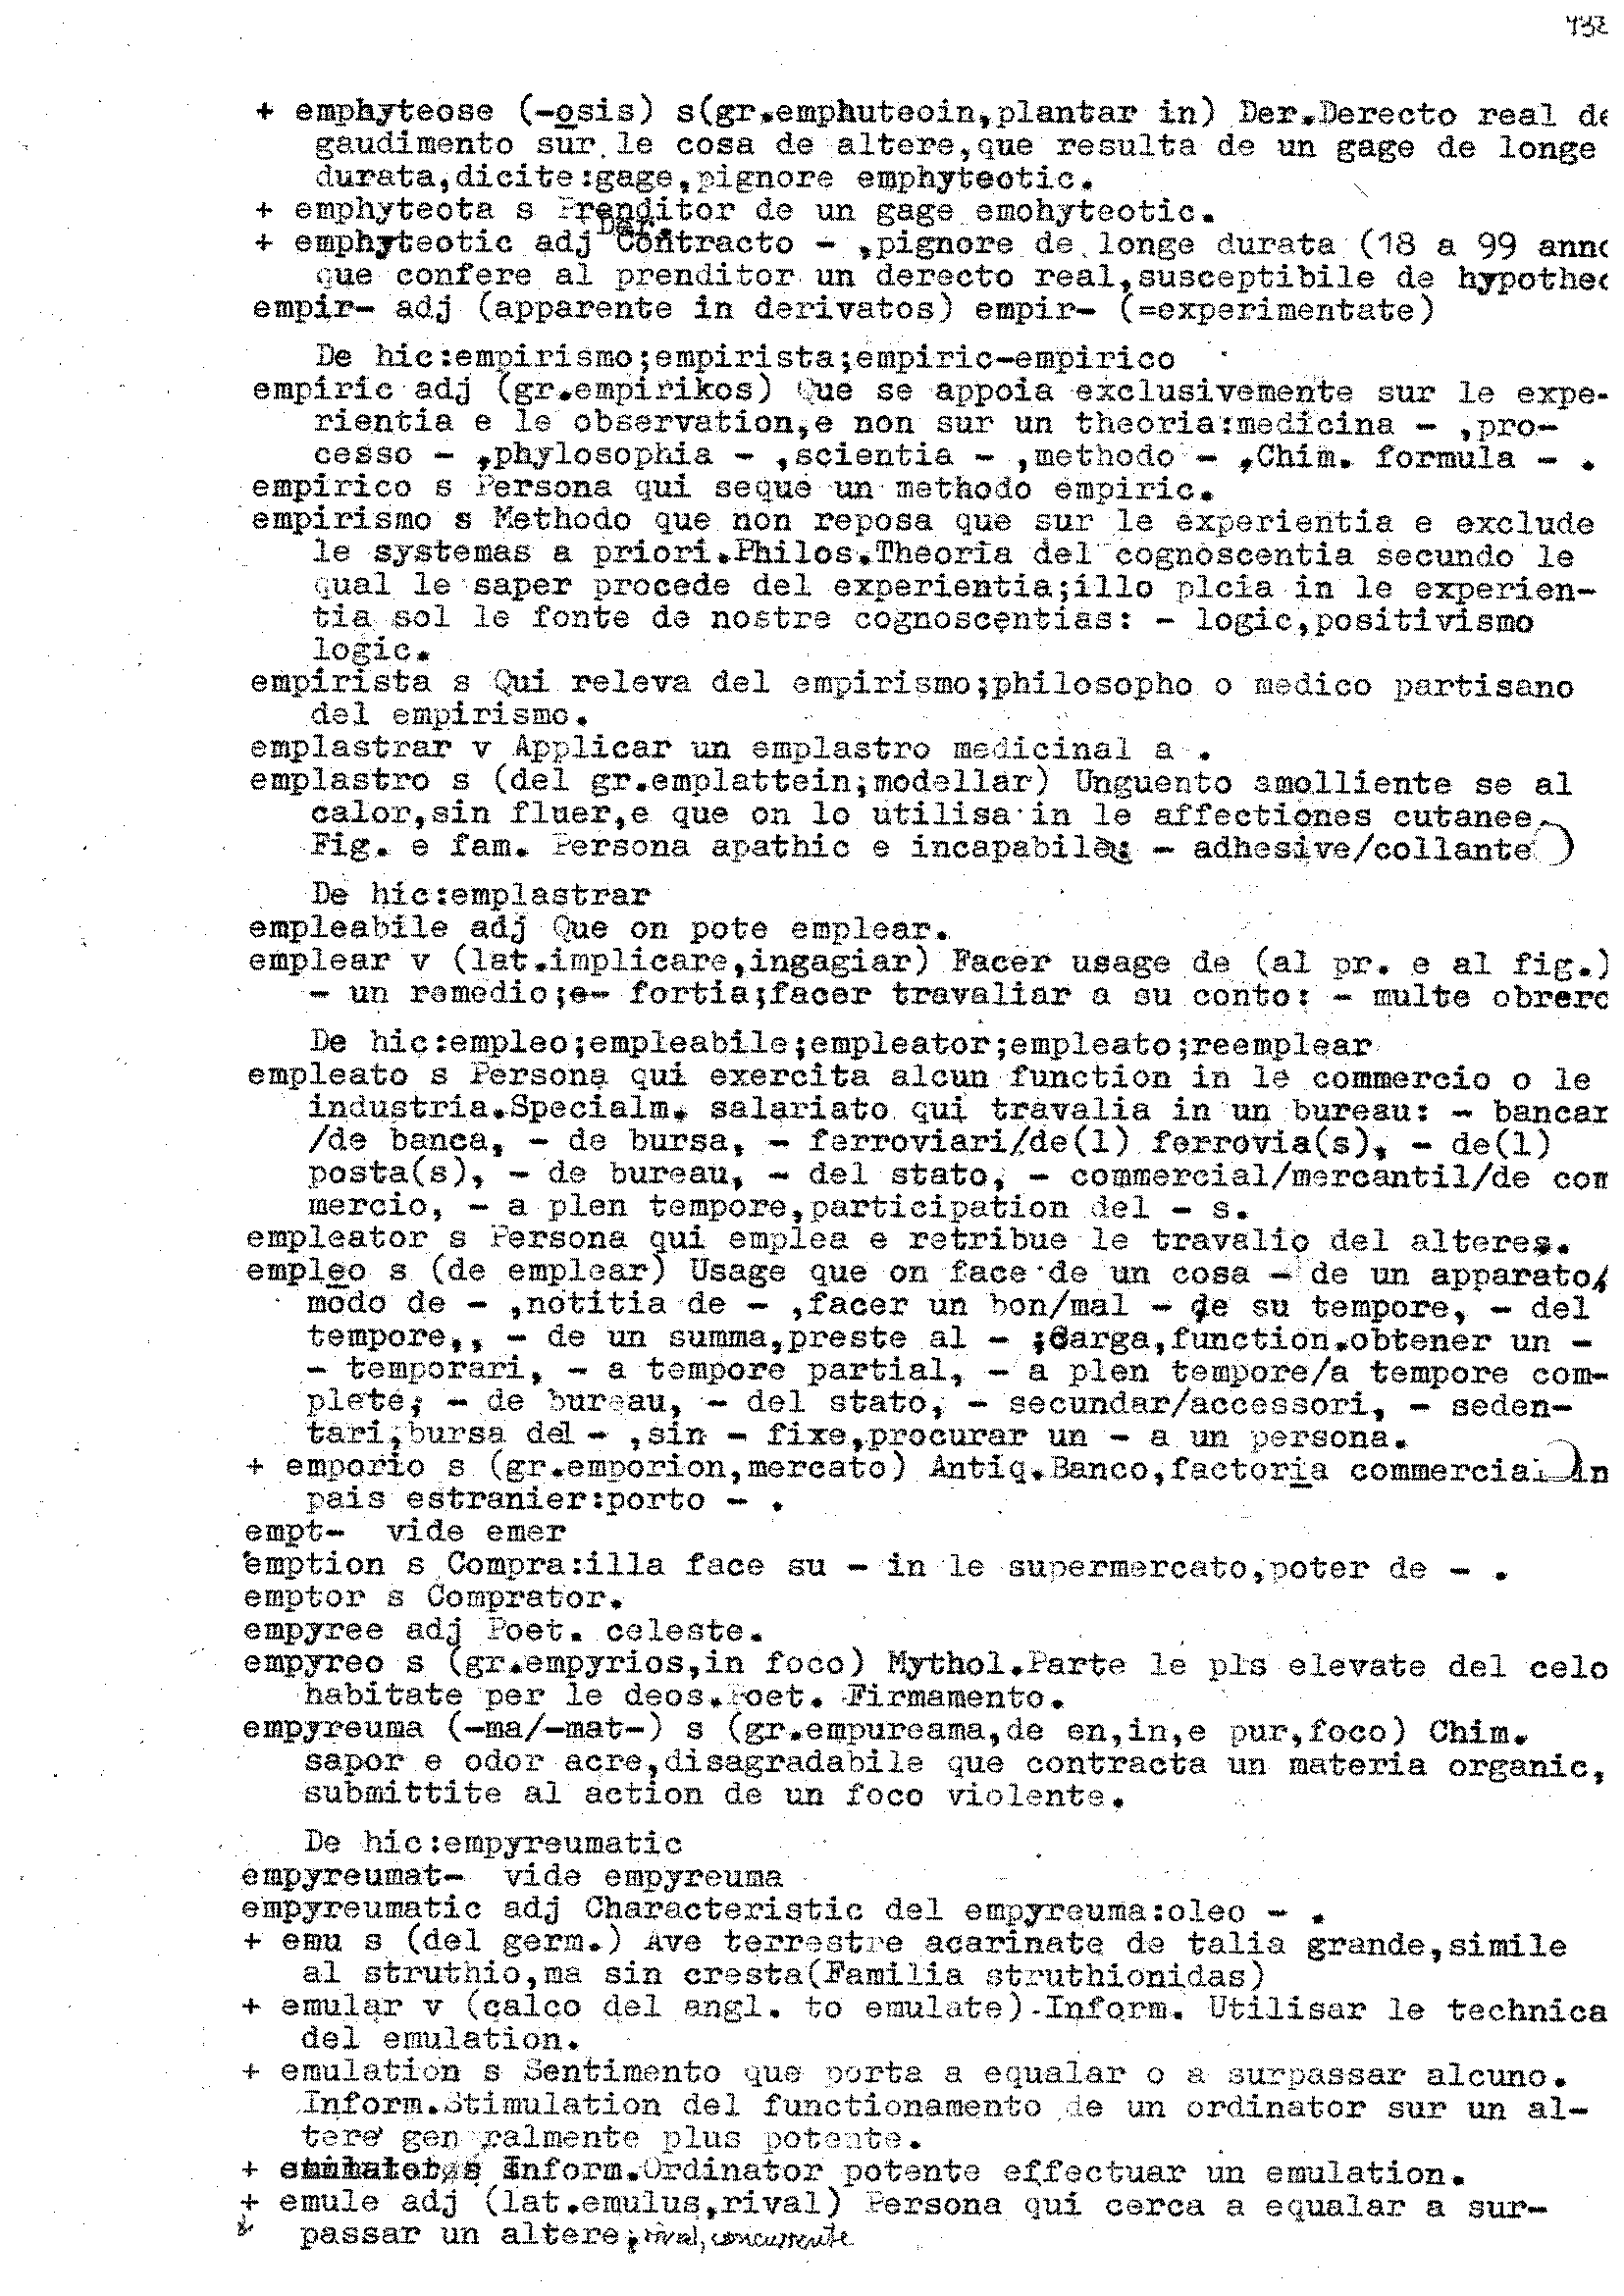 432
+ emphyteose (-osis) s(gr.emphuteoin,plantar in) Der.Derecto real de
gaudimento sur.le cosa de altere,que resulta de un gage de longe
durata,dicite:gage,pignore emphyteotic.
+ emphyteota s Prenditor de un gage emohyteotic.
Der.
+ emphyteotic adj Contracto - ,pignore de longe durata (18 a 99 anno
que confere al prenditor un derecto real,susceptibile de hypothec
empir- adj (apparente in derivatos) empir- (=experimentate)
De hic:empirismo;empirista;empiric-empirico
empiric adj (gr.empirikos) Que se appoia exclusivemente sur le expe-
rientia e le observation,e non sur un theoria:medicina - ,pro-
cesso - ,phylosophia - ,scientia - ,methodo - ,Chim. formula - .
empirico s Persona qui seque un methodo empiric.
empirismo s Methodo que non reposa que sur le experientia e exclude
le systemas a priori.Philos.Theoria del cognoscentia secundo le
qual le saper procede del experientia;illo plcia in le experien-
tia sol le fonte de nostre cognoscentias: - logic,positivismo
logic.
empirista s Qui releva del empirismo;philosopho o medico partisano
del empirismo.
emplastrar v Applicar un emplastro medicinal a .
emplastro s (del gr.emplattein;modellar) Unguento amolliente se al
calor,sin fluer,e que on lo utilisa in le affectiones cutanee
Fig. e fam. Persona apathic e incapabile; - adhesive/collante
De hic:emplastrar
empleabile adj Que on pote emplear.
emplear v (lat.implicare,ingagiar) Facer usage de (al pr. e al fig.)
- un remedio;e- fortia;facer travaliar a su conto: - multe obrero
De hic:empleo;empleabile;empleator;empleato;reemplear
empleato s Persona qui exercita alcun function in le commercio o le
industria.Specialm. salariato qui travalia in un bureau: - bancar
/de banca, - de bursa, - ferroviari/de(l) ferrovia(s), - de(l)
posta(s), - de bureau, - del stato, - commercial/mercantil/de com
mercio, - a plen tempore,participation del - s.
empleator s Persona qui emplea e retribue le travalio del alteres.
empleo s (de emplear) Usage que on face de un cosa - de un apparato/
modo de - ,notitia de - ,facer un bon/mal - de su tempore, - del
tempore,, - de un summa,preste al - ;Carga,function.obtener un -
- temporari, - a tempore partial, - a plen tempore/a tempore com-
plete; - de bureau, - del stato, - secundar/accessori, - seden-
tari,bursa del - ,sin - fixe,procurar un - a un persona.
+ emporio s (gr.emporion,mercato) Antiq.Banco,factoria commercial in
pais estranier:porto - .
empt- vide emer
emption s Compra:illa face su - in le supermercato,poter de - .
emptor s Comprator.
empyree adj Poet. celeste.
empyreo s (gr.empyrios,in foco) Mythol.Parte le pls elevate del celo
habitate per le deos.Poet. Firmamento.
empyreuma (-ma/-mat-) s (gr.empureama,de en,in,e pur,foco) Chim.
sapor e odor acre,disagradabile que contracta un materia organic,
submittite al action de un foco violente.
De hic:empyreumatic
empyreumat- vide empyreuma
empyreumatic adj Characteristic del empyreuma:oleo - .
+ emu s (del germ.) Ave terrestre acarinate de talia grande,simile
al struthio,ma sin cresta(Familia struthionidas)
+ emular v (calco del angl. to emulate) Inform. Utilisar le technica
del emulation.
+ emulation s Sentimento que porta a equalar o a surpassar alcuno.
Inform.Stimulation del functionamento de un ordinator sur un al-
tere gen ralmente plus potente.
+ s Inform.Ordinator potente effectuar un emulation.
+ emule adj (lat.emulus,rival) Persona qui cerca a equalar a sur-
passar un altere; rival, concurrente